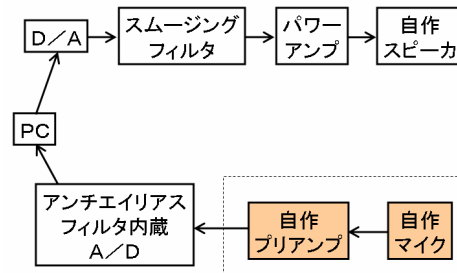 D／A
スムージング
フィルタ
パワー
アンプ
自作
スピーカ
PC
アンチエイリアス
フィルタ内蔵
A／D
自作
プリアンプ
自作
マイク